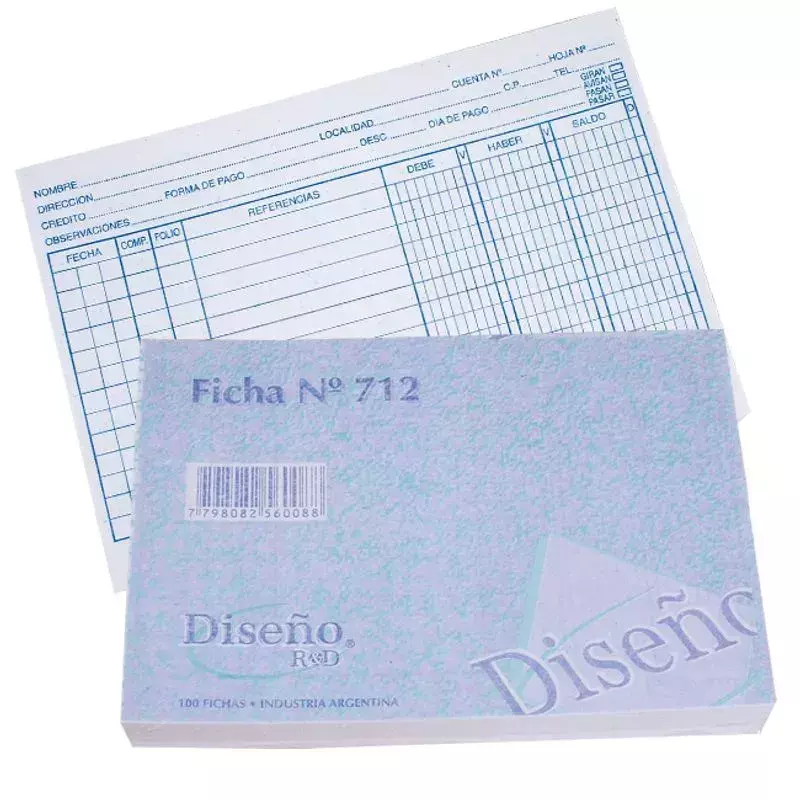 CUENTA Nº HOJA Nº
NOMBRE LOCALIDAD C.P. TEL.
DIRECCION DESC. DIA DE PAGO
CREDITO FORMA DE PAGO
OBSERVACIONES
GIRAN
AVISAN
PASAN
PASAR
FECHA COMP. FOLIO REFERENCIAS DEBE V HABER V SALDO D
Ficha Nº 712
7 798082 560088
Diseño®
R&D
Diseño
100 FICHAS • INDUSTRIA ARGENTINA